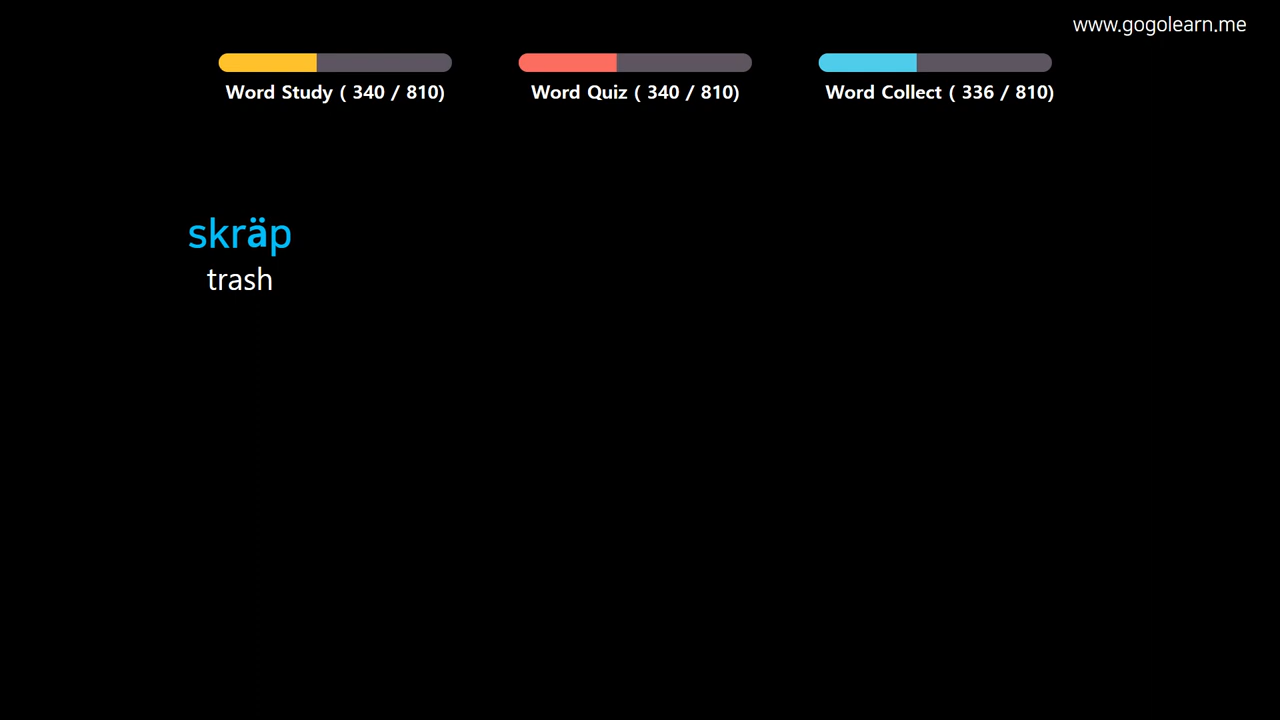 www.gogolearn.me
Word Study ( 340 / 810)
Word Quiz ( 340 / 810)
Word Collect ( 336 / 810)
skräp
trash